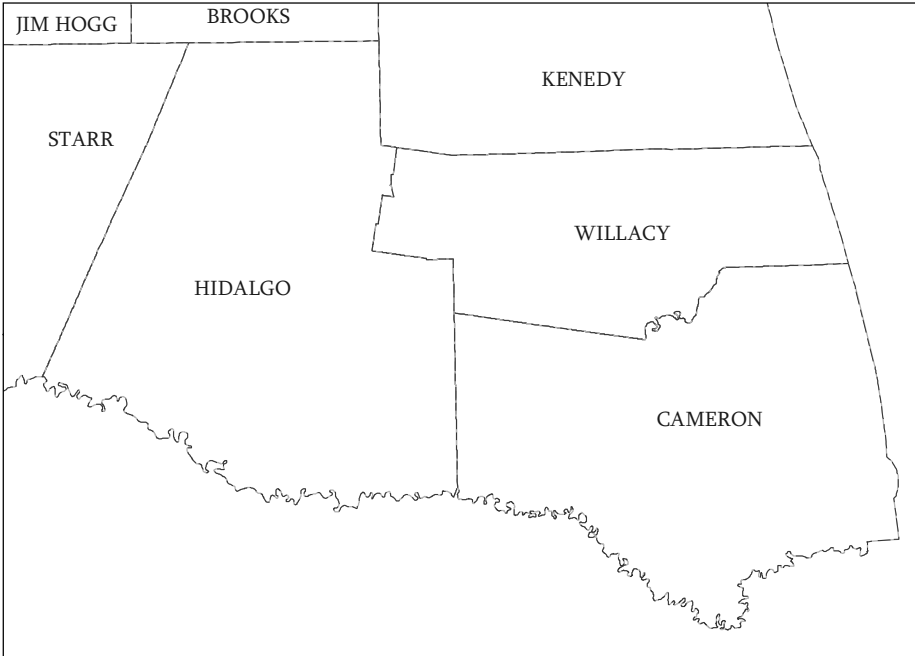 JIM HOGG
BROOKS
KENEDY
STARR
WILLACY
HIDALGO
CAMERON